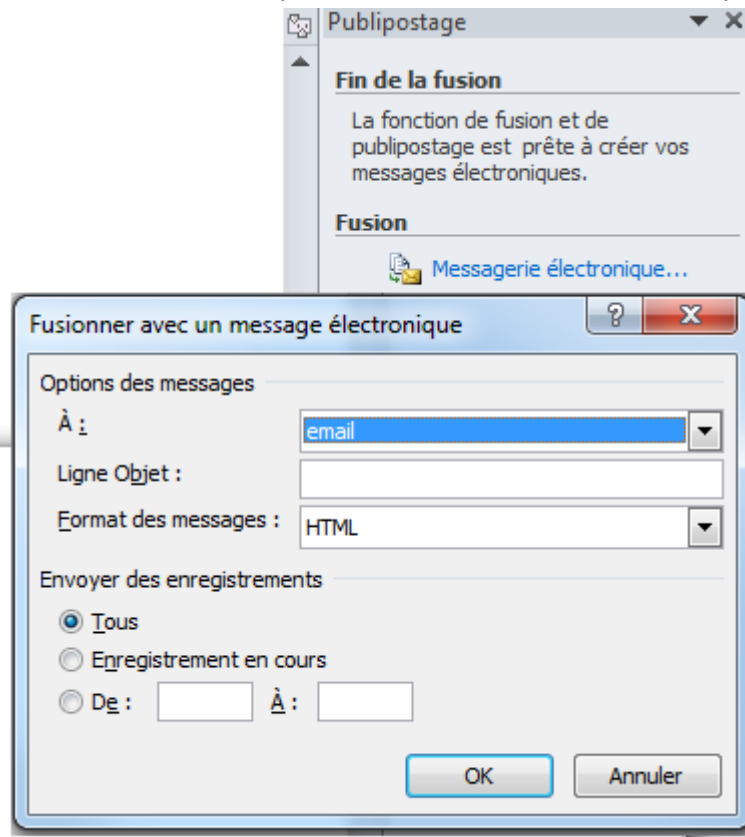 Publipostage
Fin de la fusion
La fonction de fusion et de
publipostage est prête à créer vos
messages électroniques.
Fusion
Messagerie électronique...
Fusionner avec un message électronique
Options des messages
À :
email
Ligne Objet :
Format des messages :
HTML
Envoyer des enregistrements
Tous
Enregistrement en cours
De :
À :
OK
Annuler